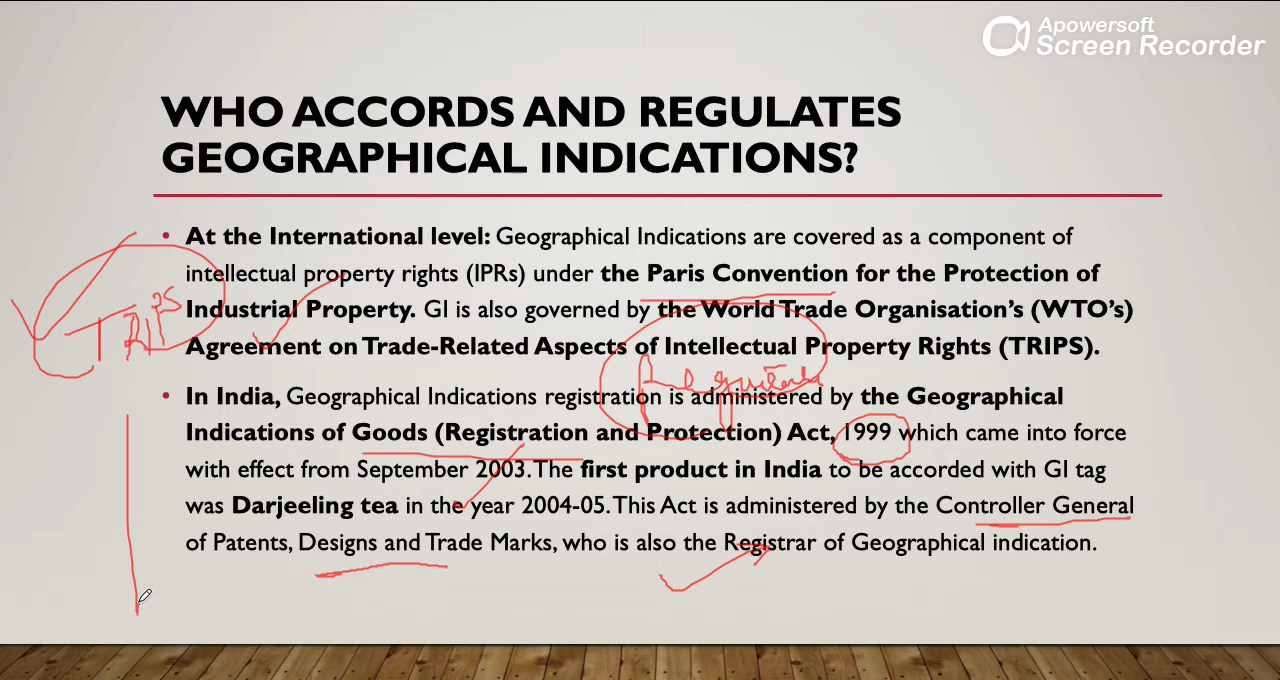 Apowersoft
Screen Recorder
WHO ACCORDS AND REGULATES
GEOGRAPHICAL INDICATIONS?
• At the International level: Geographical Indications are covered as a component of
intellectual property rights (IPRs) under the Paris Convention for the Protection of
Industrial Property. GI is also governed by the World Trade Organisation's (WTO's)
TRIPS
Agreement on Trade-Related Aspects of Intellectual Property Rights (TRIPS).
• In India, Geographical Indications registration is administered by the Geographical
Indications of Goods (Registration and Protection) Act, 1999 which came into force
with effect from September 2003. The first product in India to be accorded with GI tag
was Darjeeling tea in the year 2004-05. This Act is administered by the Controller General
of Patents, Designs and Trade Marks, who is also the Registrar of Geographical indication.